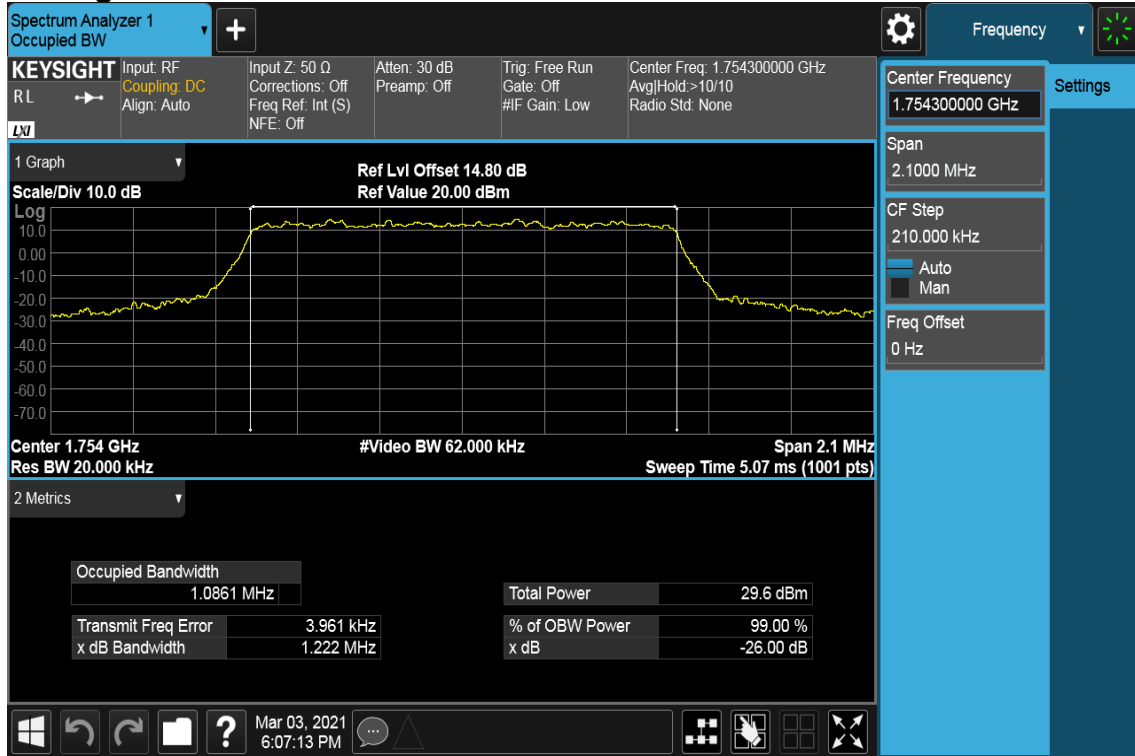 Spectrum Analyzer 1
Occupied BW
+
Frequency
KEYSIGHT
RL
LXI
Input: RF
Coupling: DC
Align: Auto
Input Z: 50 Ω
Corrections: Off
Freq Ref: Int (S)
NFE: Off
Atten: 30 dB
Preamp: Off
Trig: Free Run
Gate: Off
#IF Gain: Low
Center Freq: 1.754300000 GHz
Avg|Hold:>10/10
Radio Std: None
Center Frequency
1.754300000 GHz
Settings
Span
2.1000 MHz
CF Step
210.000 kHz
Auto
Man
Freq Offset
0 Hz
1 Graph
Scale/Div 10.0 dB
Ref Lvl Offset 14.80 dB
Ref Value 20.00 dBm
Log
10.0
0.00
-10.0
-20.0
-30.0
-40.0
-50.0
-60.0
-70.0
Center 1.754 GHz
#Video BW 62.000 kHz
Span 2.1 MHz
Res BW 20.000 kHz
Sweep Time 5.07 ms (1001 pts)
2 Metrics
Occupied Bandwidth
1.0861 MHz
Total Power 29.6 dBm
Transmit Freq Error 3.961 kHz
% of OBW Power 99.00 %
x dB Bandwidth 1.222 MHz
x dB -26.00 dB
?
Mar 03, 2021
6:07:13 PM